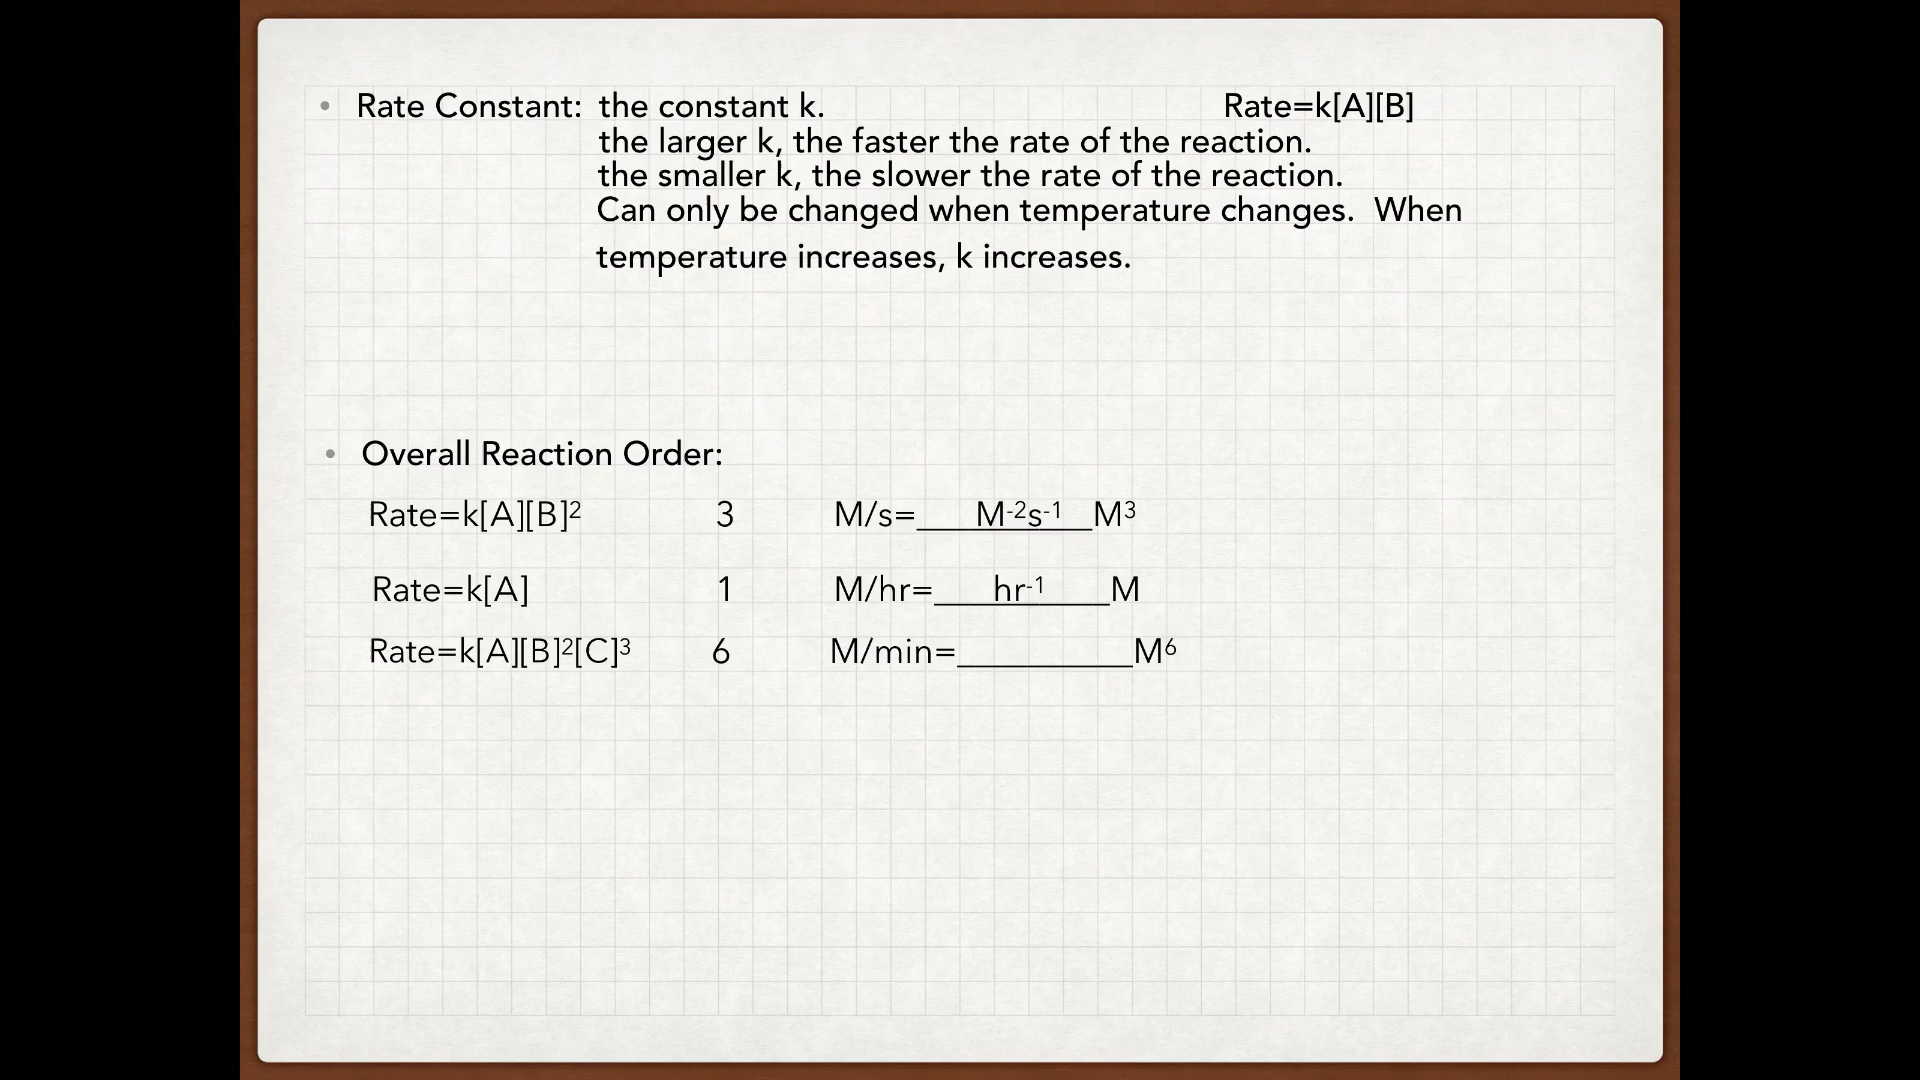 • Rate Constant: the constant k. Rate=k[A][B]
the larger k, the faster the rate of the reaction.
the smaller k, the slower the rate of the reaction.
Can only be changed when temperature changes. When
temperature increases, k increases.
• Overall Reaction Order:
Rate=k[A][B]² 3 M/s=___M⁻²s⁻¹__M³
Rate=k[A] 1 M/hr=___hr⁻¹____M
Rate=k[A][B]²[C]³ 6 M/min=__________M⁶